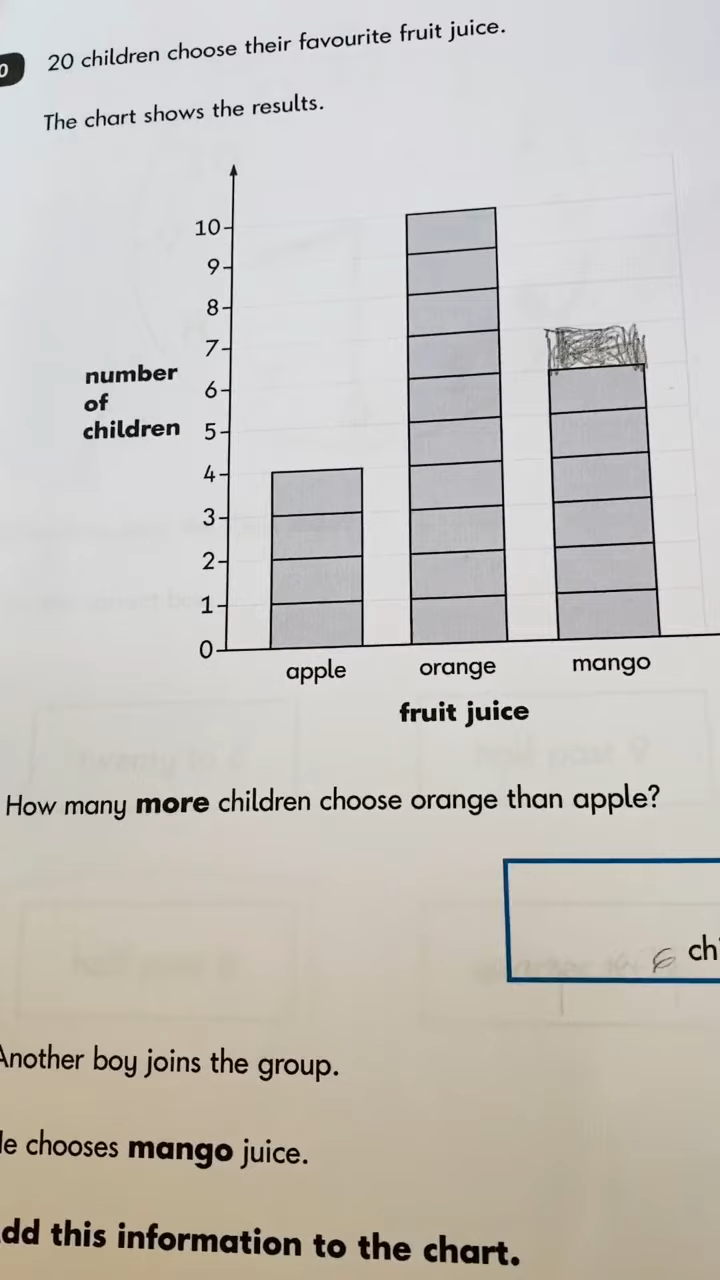 0
20 children choose their favourite fruit juice.
The chart shows the results.
10
9
8
7
6
5
4
3
2
1
0
number
of
children
apple orange mango
fruit juice
How many more children choose orange than apple?
6 ch
Another boy joins the group.
le chooses mango juice.
dd this information to the chart.